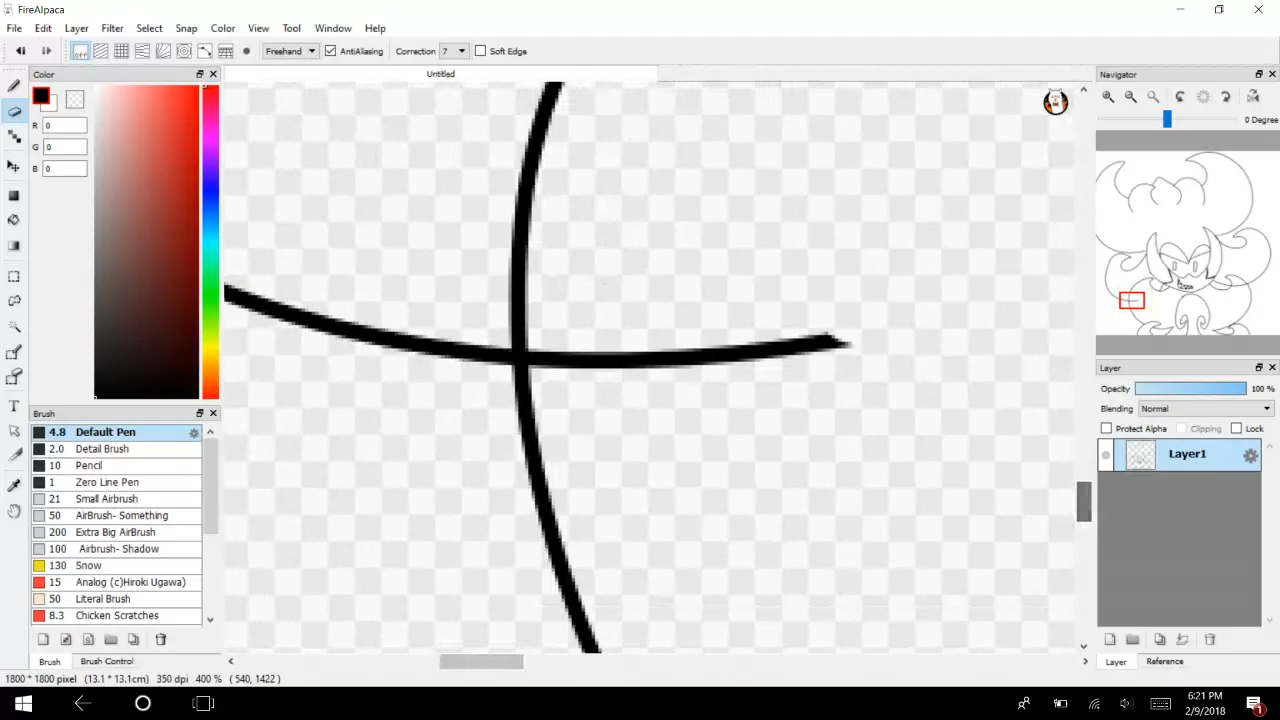 FireAlpaca
File Edit Layer Filter Select Snap Color View Tool Window Help
off Freehand AntiAliasing Correction 7 Soft Edge
Color
Untitled
Navigator
R 0
G 0
B 0
0 Degree
Brush
4.8 Default Pen
2.0 Detail Brush
10 Pencil
1 Zero Line Pen
21 Small Airbrush
50 AirBrush- Something
200 Extra Big AirBrush
100 Airbrush- Shadow
130 Snow
15 Analog (c)Hiroki Ugawa)
50 Literal Brush
8.3 Chicken Scratches
Brush Brush Control
Layer
Opacity 100 %
Blending Normal
Protect Alpha Clipping Lock
Layer1
Layer Reference
1800 * 1800 pixel (13.1 * 13.1cm) 350 dpi 400 % ( 540, 1422 )
6:21 PM
2/9/2018
1